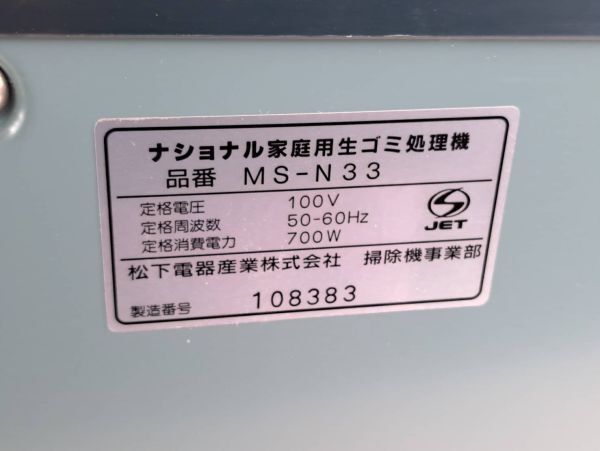 ナショナル家庭用生ゴミ処理機
品番 MS-N33
定格電圧 100V
定格周波数 50-60Hz
定格消費電力 700W
JET
松下電器産業株式会社 掃除機事業部
製造番号 108383